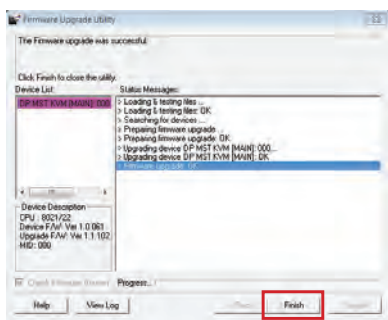 Firmware Upgrade Utility
The Firmware upgrade was successful.
Click Finish to close the utility.
Device List:
Status Messages:
DP MST KVM [MAIN]: 000
> Loading & testing files ...
> Loading & testing files: OK
> Searching for devices ...
> Preparing firmware upgrade ...
> Preparing firmware upgrade: OK
> Upgrading device DP MST KVM [MAIN]: 000...
> Upgrading device DP MST KVM [MAIN]: OK
> Firmware upgrade: OK
Device Description
CPU : 8021/22
Device F/W: Ver 1.0.061
Upgrade F/W: Ver 1.1.102
MID: 000
Check Firmware Version
Progress...
Help
View Log
Finish